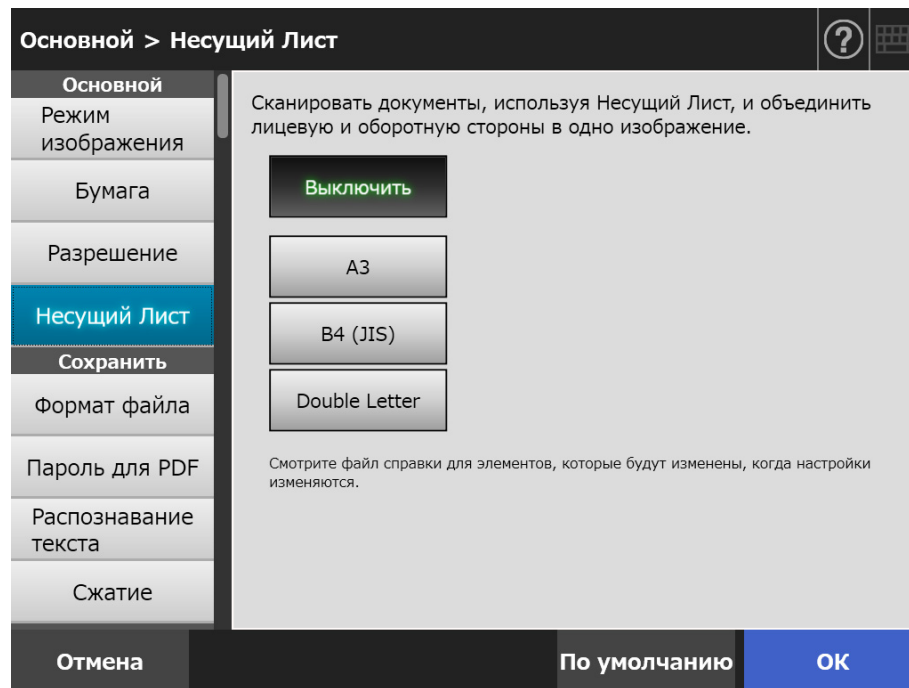 Основной > Несущий Лист
?
Основной
Режим
изображения
Бумага
Разрешение
Несущий Лист
Сохранить
Формат файла
Пароль для PDF
Распознавание
текста
Сжатие
Сканировать документы, используя Несущий Лист, и объединить
лицевую и оборотную стороны в одно изображение.
Выключить
A3
B4 (JIS)
Double Letter
Смотрите файл справки для элементов, которые будут изменены, когда настройки
изменяются.
Отмена
По умолчанию
ОК